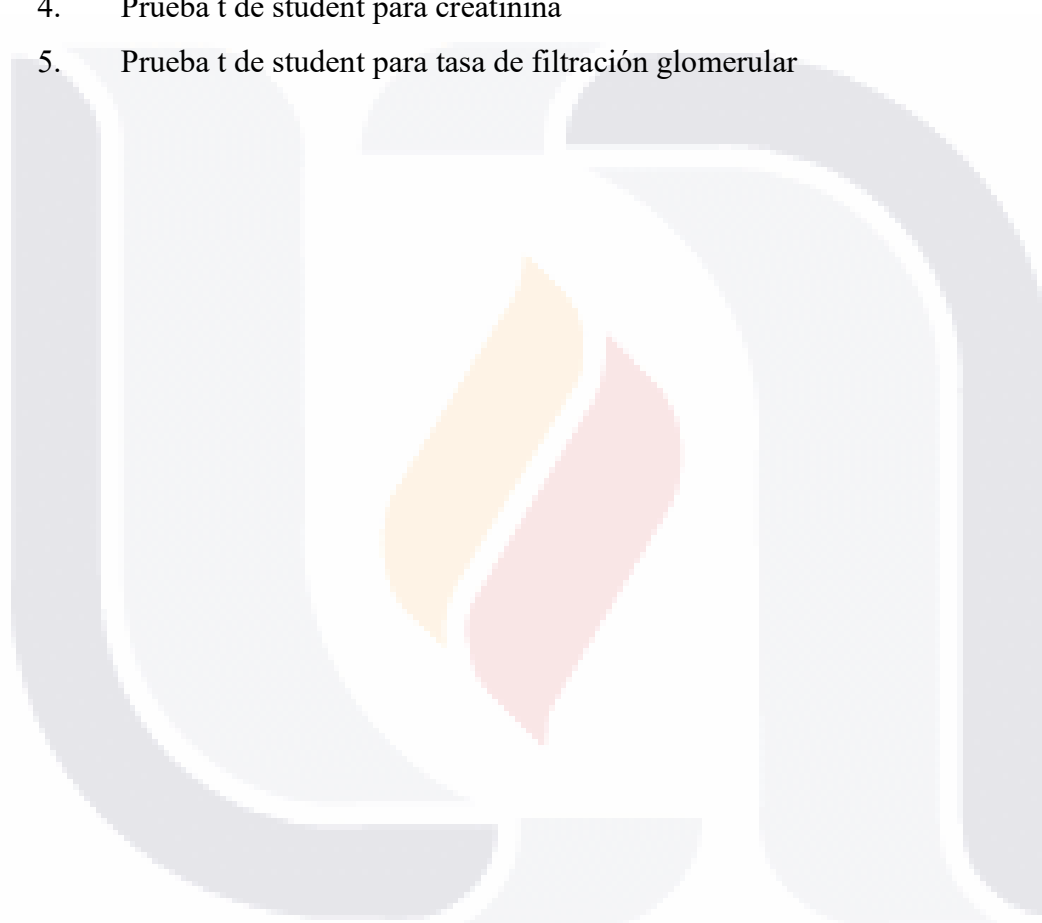 4. Prueba t de student para creatinina
5. Prueba t de student para tasa de filtración glomerular